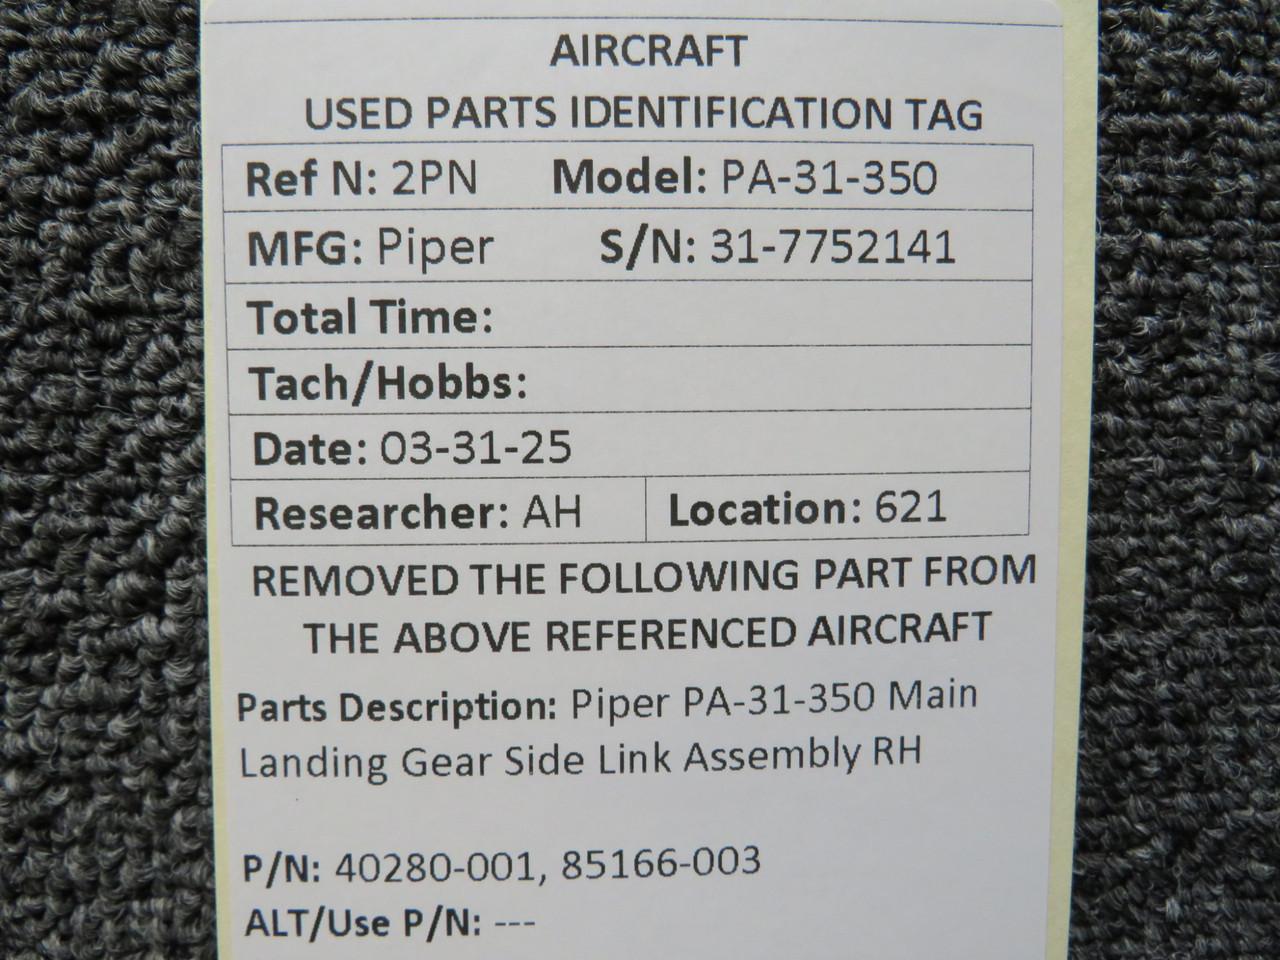 AIRCRAFT
USED PARTS IDENTIFICATION TAG
Ref N: 2PN Model: PA-31-350
MFG: Piper S/N: 31-7752141
Total Time:
Tach/Hobbs:
Date: 03-31-25
Researcher: AH Location: 621
REMOVED THE FOLLOWING PART FROM
THE ABOVE REFERENCED AIRCRAFT
Parts Description: Piper PA-31-350 Main
Landing Gear Side Link Assembly RH
P/N: 40280-001, 85166-003
ALT/Use P/N: ---